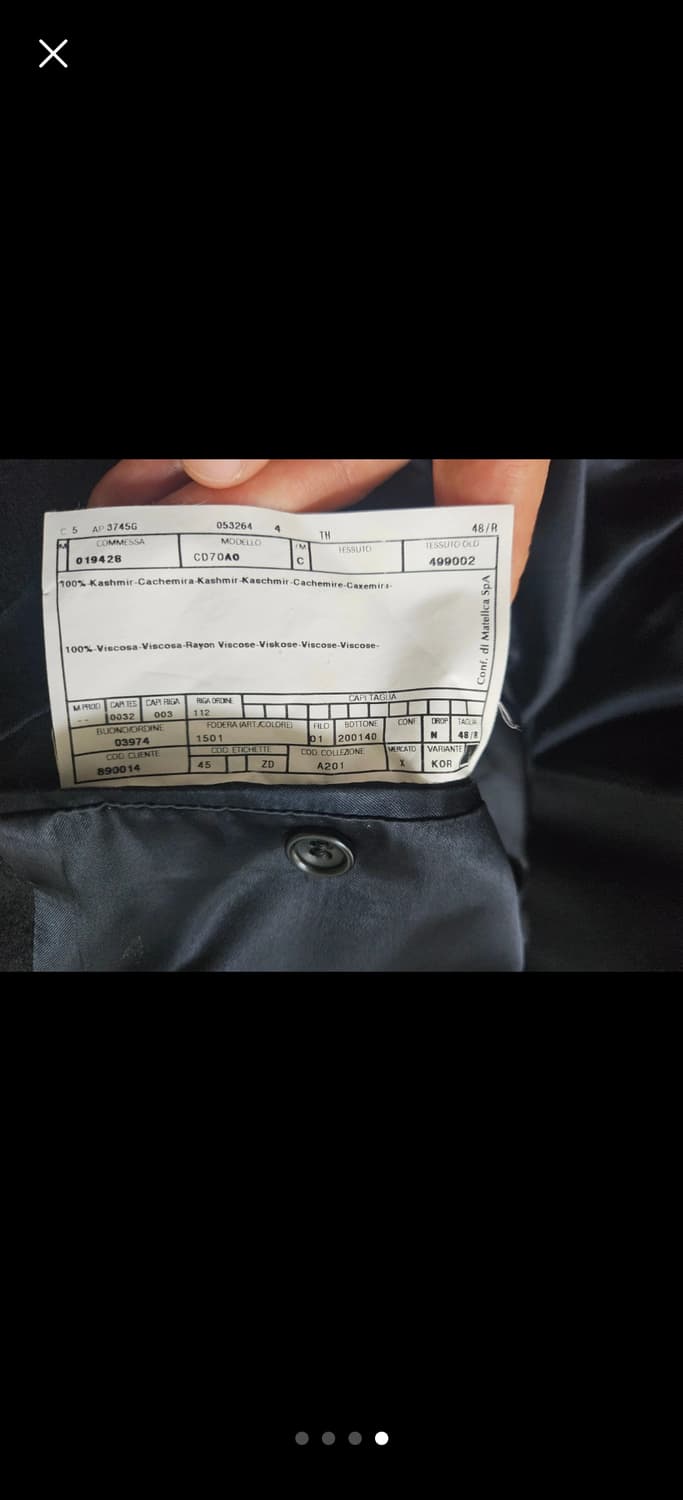 C 5 AP 3745G 053264 4 TH 48/R
M COMMESSA MODELLO /M TESSUTO TESSUTO OLD
019428 CD70A0 C 499002
100%-Kashmir-Cachemira-Kashmir-Kaschmir-Cachemire-Caxemira-
100%-Viscosa-Viscosa-Rayon Viscose-Viskose-Viscose-Viscose-
Conf. di Matelica SpA
M.PROD CAPI TES CAPI RIGA RIGA ORDINE CAPI TAGLIA
-- 0032 003 112
BUONO/ORDINE FODERA (ART./COLORE) FILO BOTTONE CONF DROP TAGLIA
03974 1501 01 200140 N 48/R
COD. CLIENTE COD. ETICHETTE COD. COLLEZIONE MERCATO VARIANTE
890014 45 ZD A201 X KOR